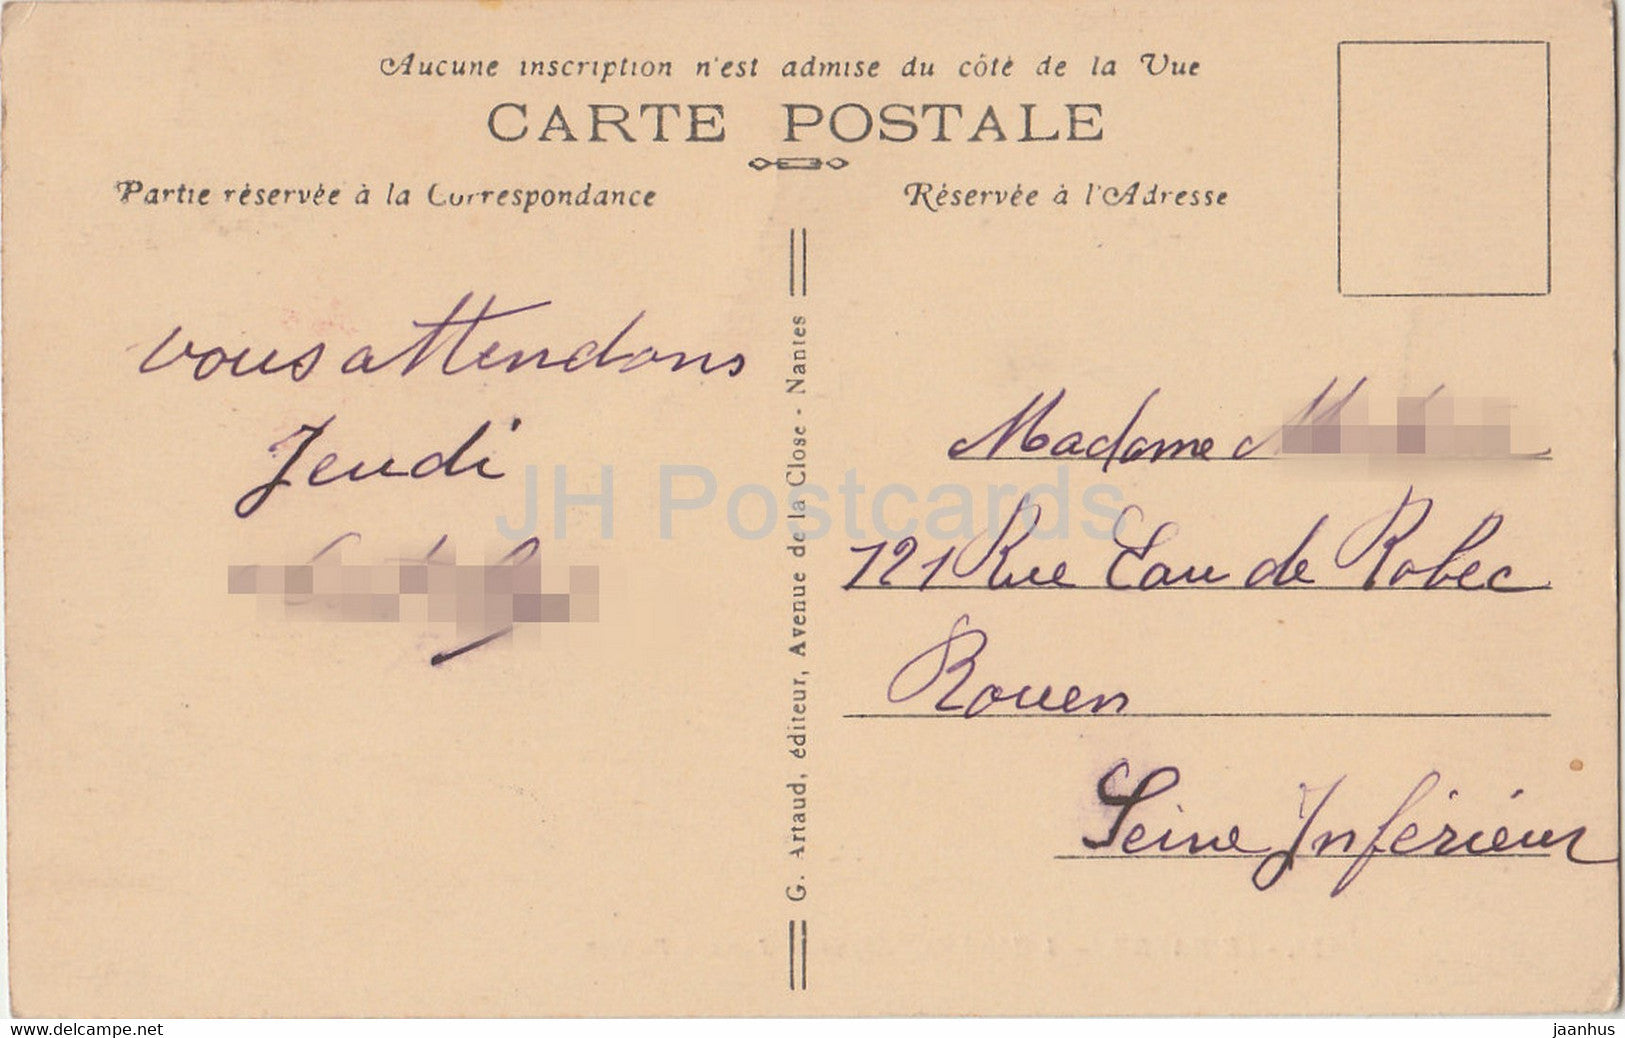 Aucune inscription n'est admise du côté de la Vue
CARTE POSTALE
Partie réservée à la Correspondance
Réservée à l'Adresse
vous attendons
Jeudi
G. Artaud, éditeur, Avenue de la Close - Nantes
Madame
121 Rue Eau de Robec
Rouen
Seine Inférieur
JH Postcards
www.delcampe.net
jaanhus